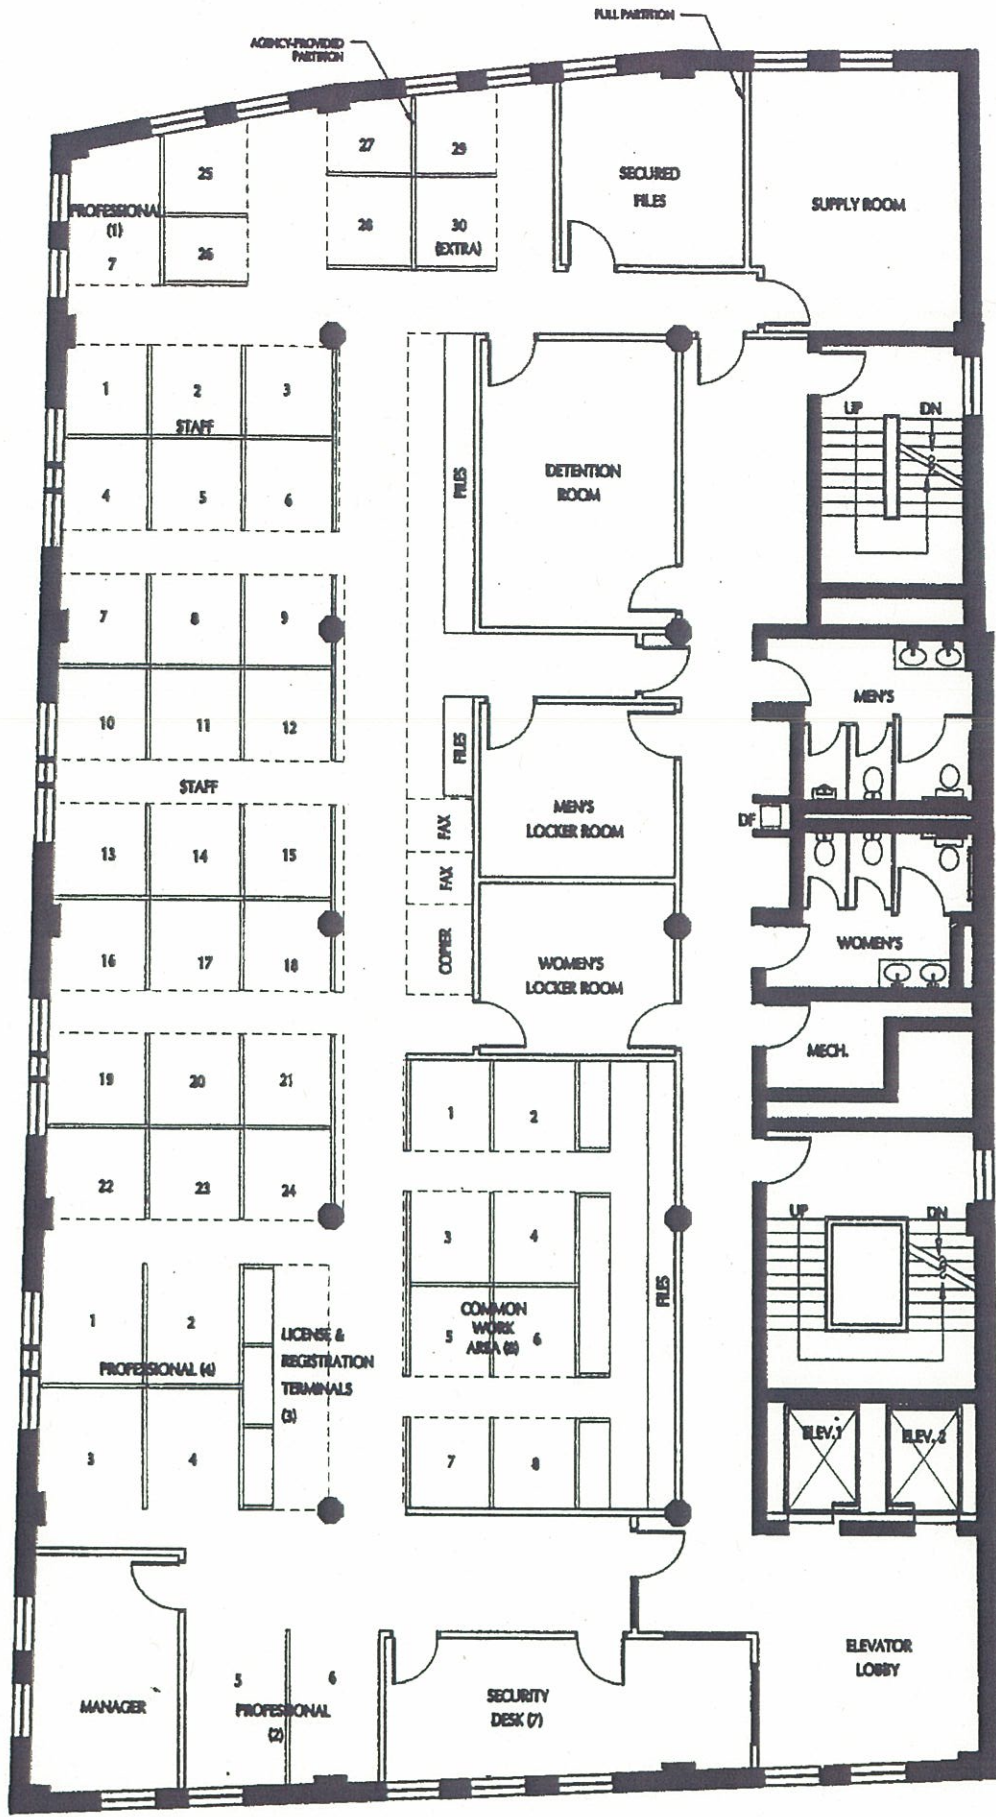 FULL PARTITION
AGENCY-PROVIDED
PARTITION
27
29
25
SECURED
FILES
SUPPLY ROOM
PROFESSIONAL
(1)
7
28
30
(EXTRA)
26
1
2
3
STAFF
UP
DN
4
5
6
FILES
DETENTION
ROOM
7
8
9
10
11
12
FILES
MEN'S
STAFF
MEN'S
LOCKER ROOM
FAX
DF
13
14
15
FAX
16
17
18
COPIER
WOMEN'S
LOCKER ROOM
WOMEN'S
MECH.
19
20
21
1
2
22
23
24
UP
DN
3
4
FILES
1
2
COMMON
WORK
AREA (8)
5
6
LICENSE &
REGISTRATION
TERMINALS
(3)
PROFESSIONAL (4)
3
4
7
8
ELEV.1
ELEV. 2
ELEVATOR
LOBBY
5
6
PROFESSIONAL
(2)
MANAGER
SECURITY
DESK (7)